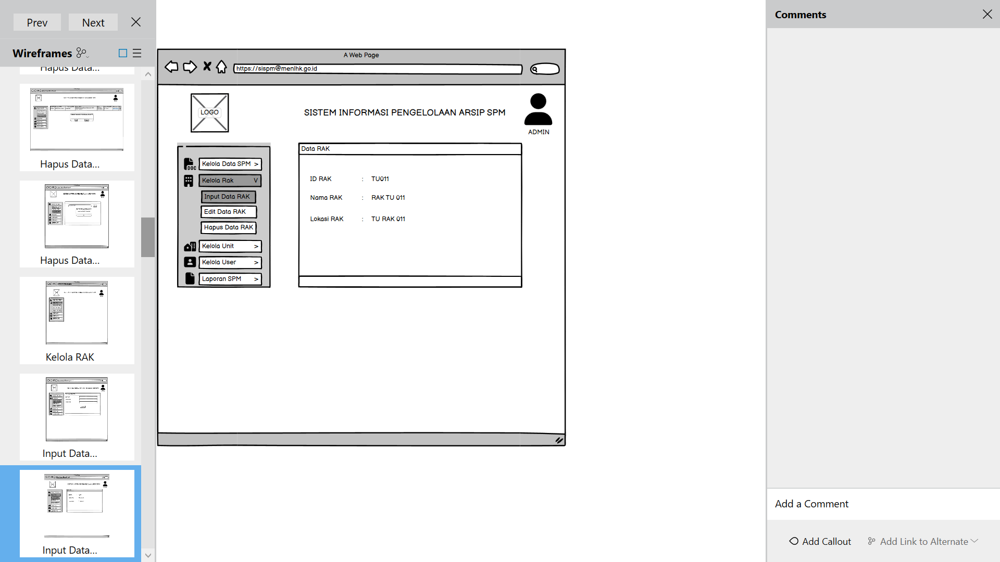 Prev
Next
Wireframes
Hapus Data...
Hapus Data...
Hapus Data...
Kelola RAK
Input Data...
Input Data...
A Web Page
https://sispm@menlhk.go.id
LOGO
SISTEM INFORMASI PENGELOLAAN ARSIP SPM
ADMIN
DOC
Kelola Data SPM >
Kelola Rak V
Input Data RAK
Edit Data RAK
Hapus Data RAK
Kelola Unit >
Kelola User >
Laporan SPM >
Data RAK
ID RAK : TU011
Nama RAK : RAK TU 011
Lokasi RAK : TU RAK 011
Comments
Add a Comment
Add Callout
Add Link to Alternate